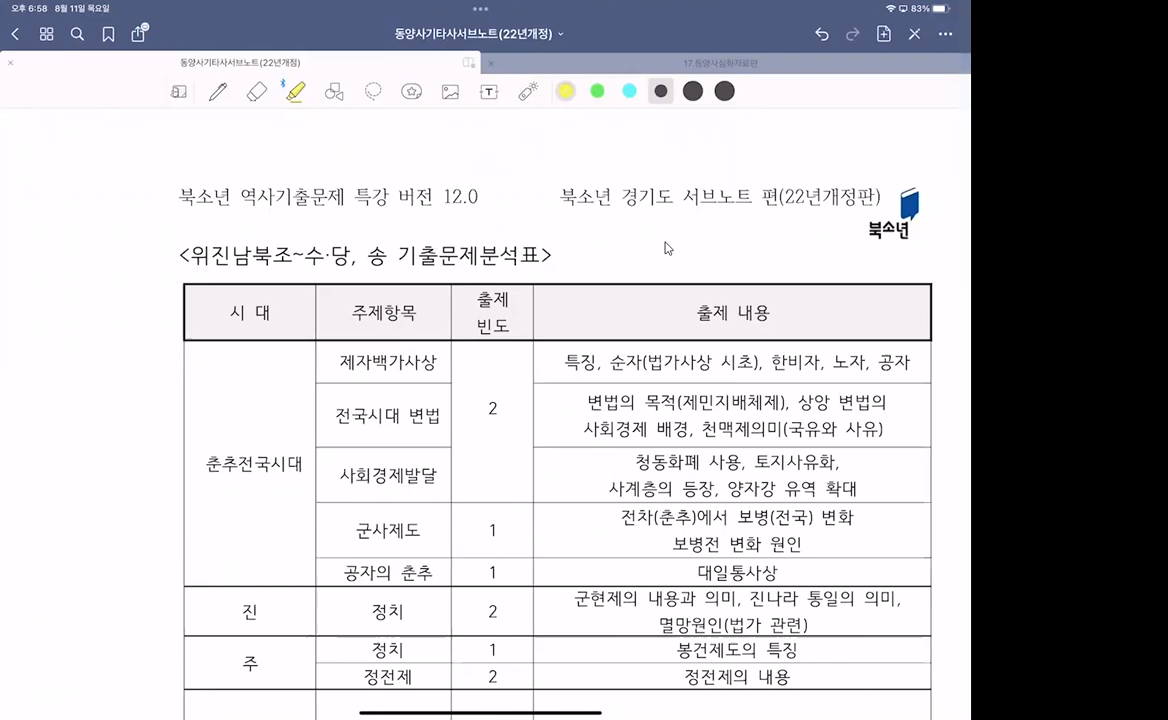 오후 6:58 8월 11일 목요일
83%
동양사기타사서브노트(22년개정)
동양사기타사서브노트(22년개정)
17.동양사심화자료편
북소년 역사기출문제 특강 버전 12.0
북소년 경기도 서브노트 편(22년개정판)
북소년
<위진남북조~수·당, 송 기출문제분석표>
시 대 주제항목 출제 빈도 출제 내용
춘추전국시대
제자백가사상
2
특징, 순자(법가사상 시초), 한비자, 노자, 공자
전국시대 변법
변법의 목적(제민지배체제), 상앙 변법의
사회경제 배경, 천맥제의미(국유와 사유)
사회경제발달
청동화폐 사용, 토지사유화,
사계층의 등장, 양자강 유역 확대
군사제도
1
전차(춘추)에서 보병(전국) 변화
보병전 변화 원인
공자의 춘추 1 대일통사상
진
정치
2
군현제의 내용과 의미, 진나라 통일의 의미,
멸망원인(법가 관련)
주
정치 1 봉건제도의 특징
정전제 2 정전제의 내용